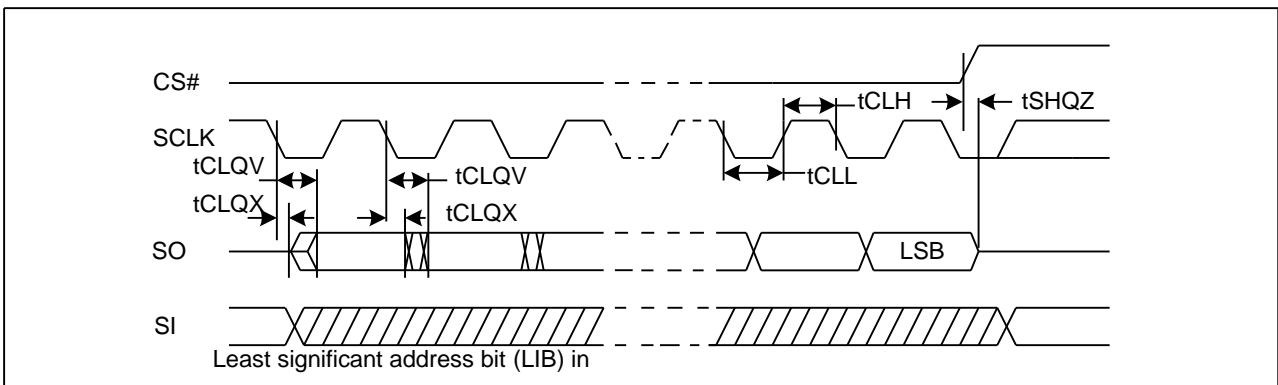 CS#
tCLH
tSHQZ
SCLK
tCLQV
tCLQV
tCLL
tCLQX
tCLQX
SO
LSB
SI
Least significant address bit (LIB) in